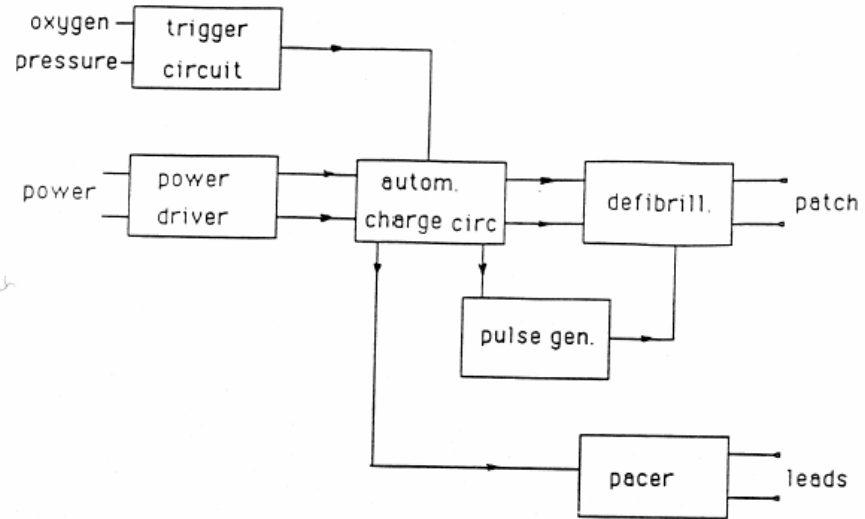 oxygen
pressure
trigger
circuit
power
power
driver
autom.
charge circ
defibrill.
patch
pulse gen.
pacer
leads